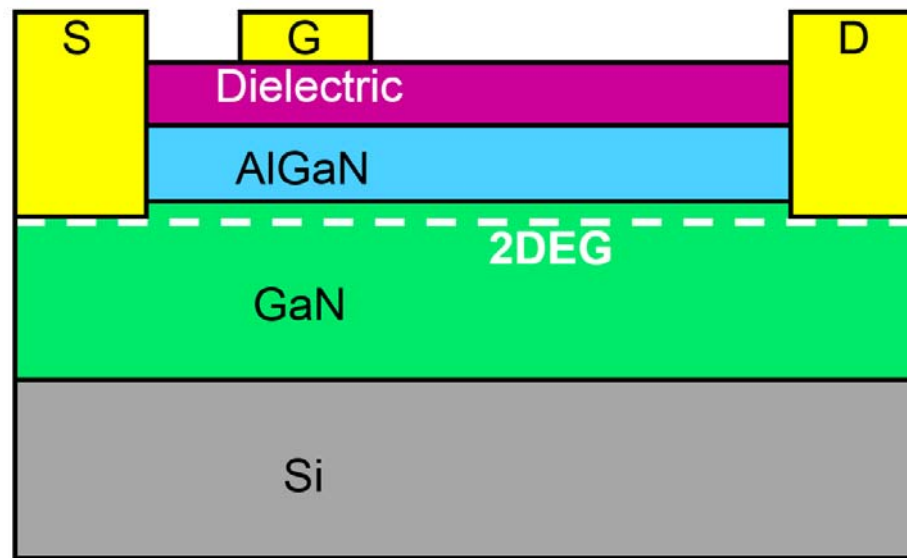 S
G
D
Dielectric
AlGaN
2DEG
GaN
Si